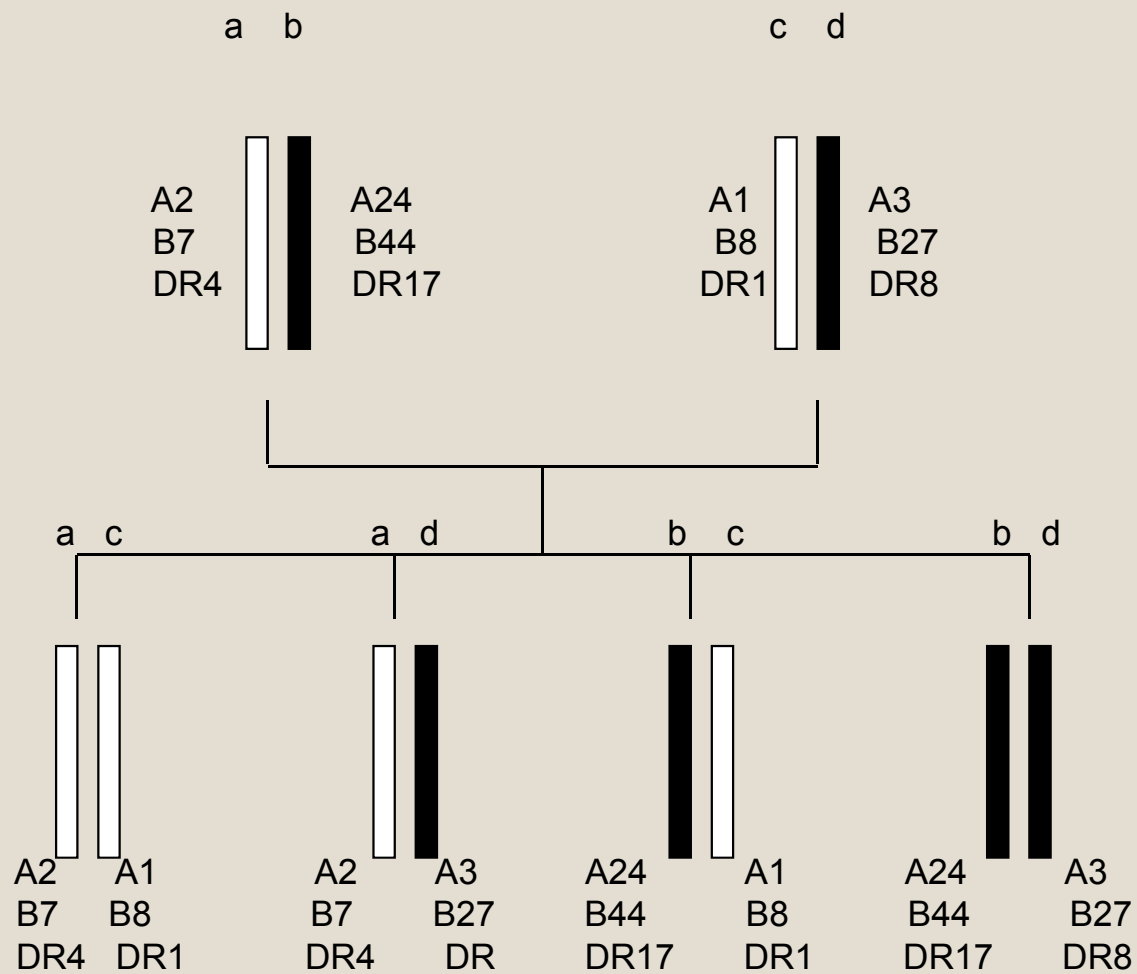 a b c d
A2 A24 A1 A3
B7 B44 B8 B27
DR4 DR17 DR1 DR8
a c a d b c b d
A2 A1 A2 A3 A24 A1 A24 A3
B7 B8 B7 B27 B44 B8 B44 B27
DR4 DR1 DR4 DR DR17 DR1 DR17 DR8